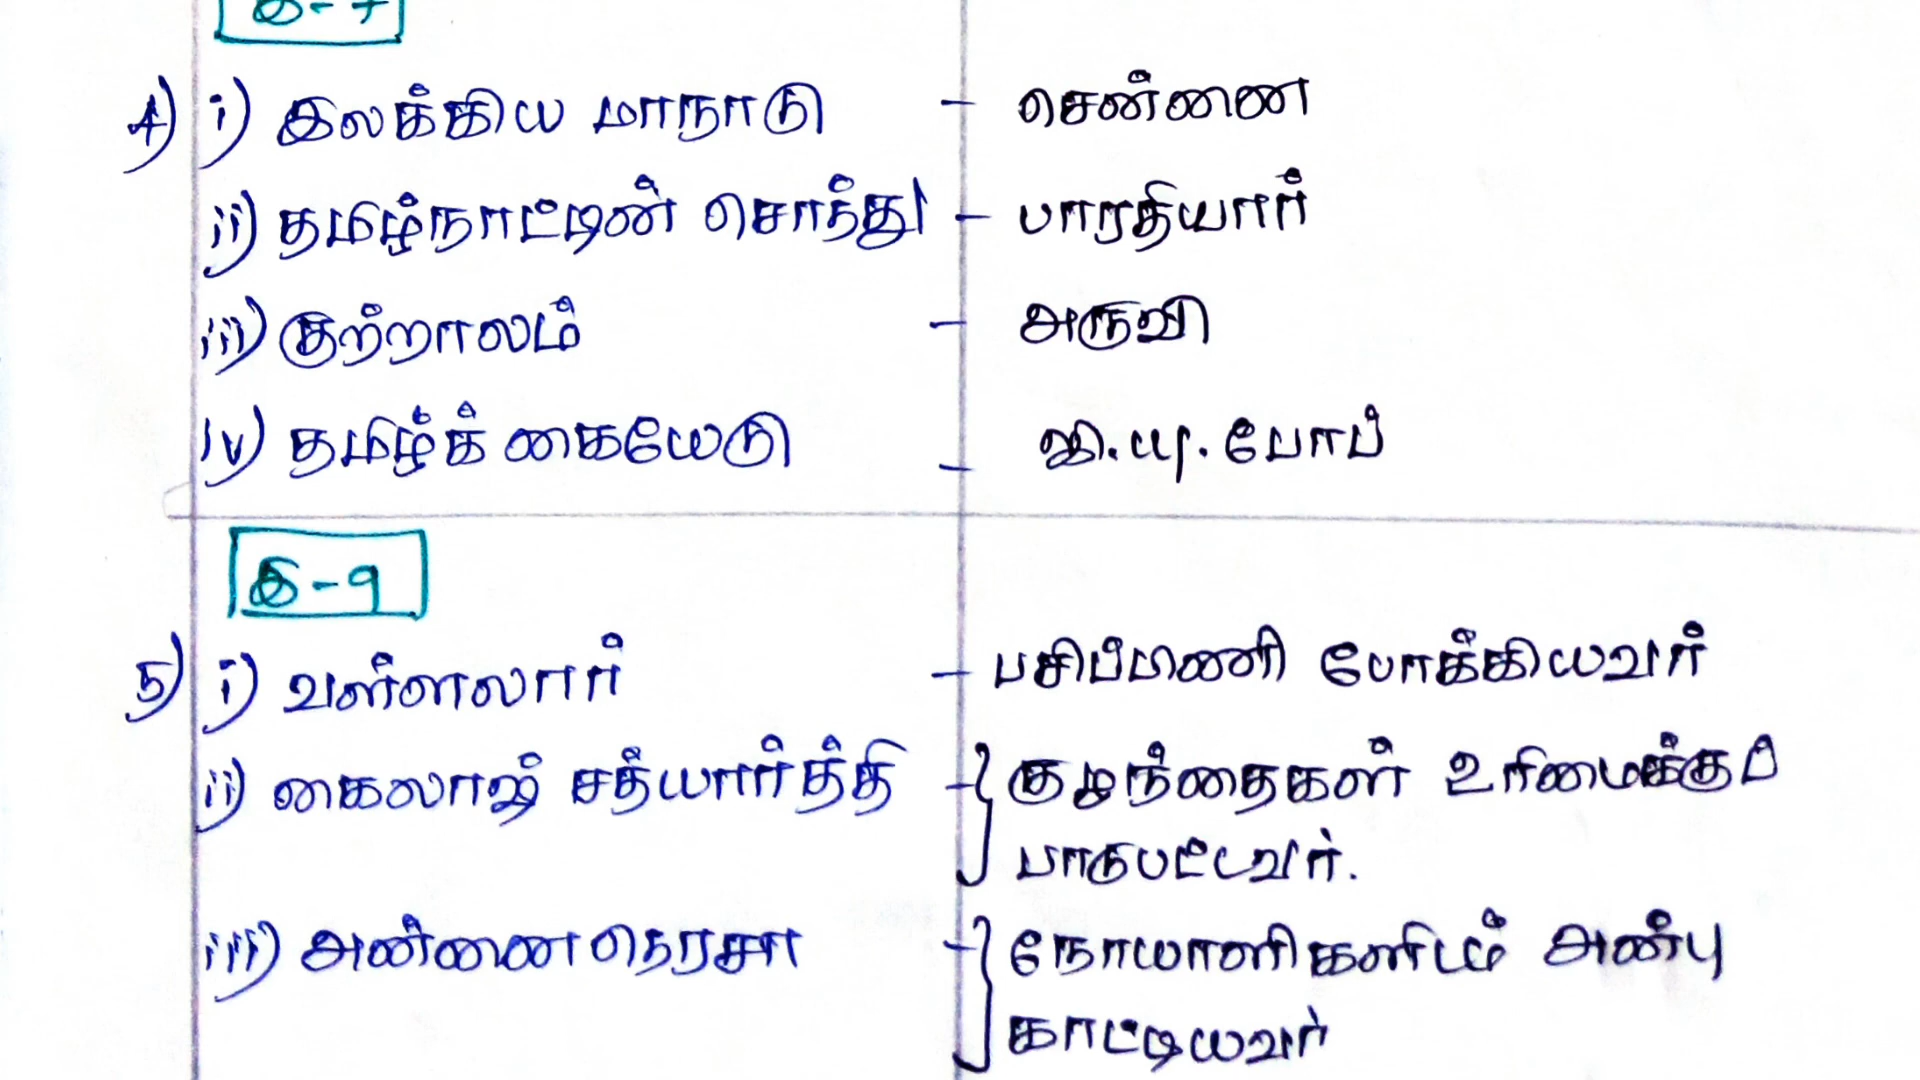 இ-7
4) i) இலக்கிய மாநாடு - சென்னை
ii) தமிழ்நாட்டின் சொத்து - பாரதியார்
iii) குற்றாலம் - அருவி
iv) தமிழ்க் கையேடு - ஜி.யு.போப்
இ-9
5) i) வள்ளலார் - பசிப்பிணி போக்கியவர்
ii) கைலாஷ் சத்யார்த்தி - குழந்தைகள் உரிமைக்குப்
பாடுபட்டவர்.
iii) அன்னை தெரசா - நோயாளிகளிடம் அன்பு
காட்டியவர்